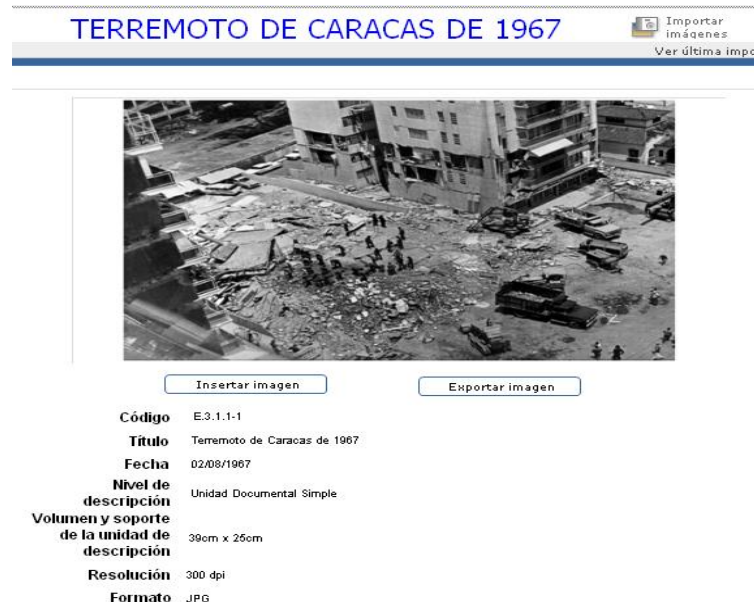 TERREMOTO DE CARACAS DE 1967
Importar
imágenes
Ver última impo
Insertar imagen
Exportar imagen
Código E.3.1.1-1
Título Terremoto de Caracas de 1967
Fecha 02/08/1967
Nivel de
descripción Unidad Documental Simple
Volumen y soporte
de la unidad de
descripción 39cm x 25cm
Resolución 300 dpi
Formato JPG